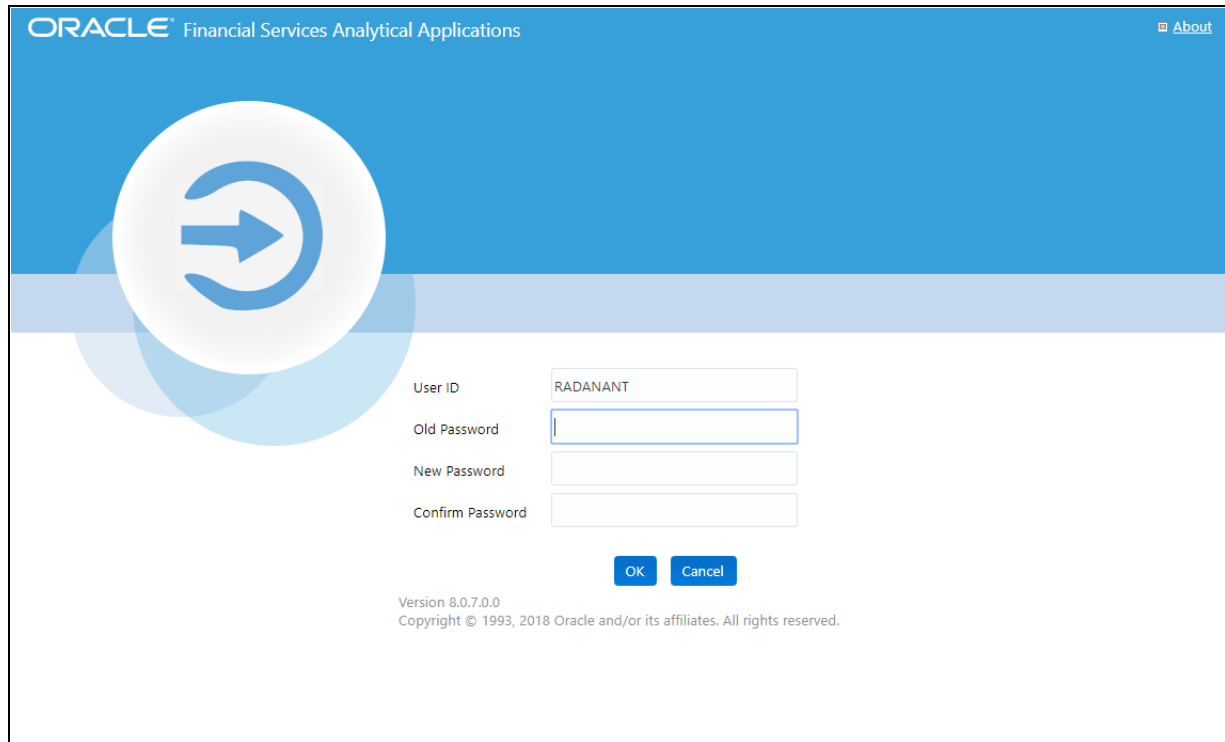 ORACLE® Financial Services Analytical Applications
About
User ID RADANANT
Old Password
New Password
Confirm Password
OK Cancel
Version 8.0.7.0.0
Copyright © 1993, 2018 Oracle and/or its affiliates. All rights reserved.